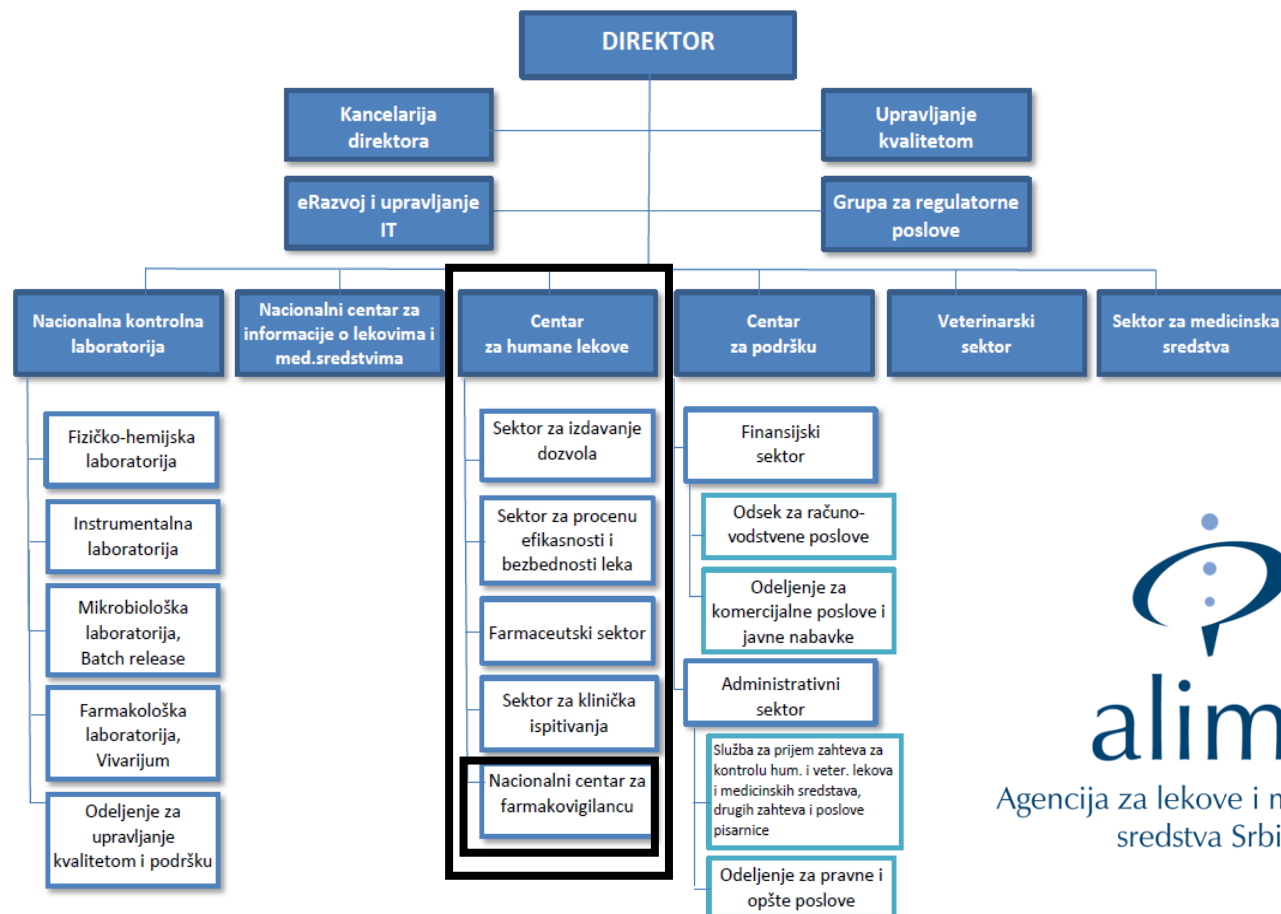 DIREKTOR
Kancelarija
direktora
Upravljanje
kvalitetom
eRazvoj i upravljanje
IT
Grupa za regulatorne
poslove
Nacionalna kontrolna
laboratorija
Nacionalni centar za
informacije o lekovima i
med.sredstvima
Centar
za humane lekove
Centar
za podršku
Veterinarski
sektor
Sektor za medicinska
sredstva
Fizičko-hemijska
laboratorija
Instrumentalna
laboratorija
Mikrobiološka
laboratorija,
Batch release
Farmakološka
laboratorija,
Vivarijum
Odeljenje za
upravljanje
kvalitetom i podršku
Sektor za izdavanje
dozvola
Sektor za procenu
efikasnosti i
bezbednosti leka
Farmaceutski sektor
Sektor za klinička
ispitivanja
Nacionalni centar za
farmakovigilancu
Finansijski
sektor
Odsek za računo-
vodstvene poslove
Odeljenje za
komercijalne poslove i
javne nabavke
Administrativni
sektor
Služba za prijem zahteva za
kontrolu hum. i veter. lekova
i medicinskih sredstava,
drugih zahteva i poslove
pisarnice
Odeljenje za pravne i
opšte poslove
alim
Agencija za lekove i
sredstva